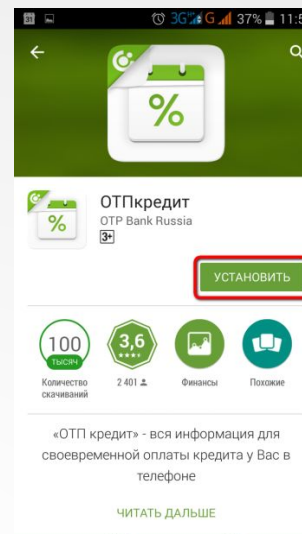 31 3G G 37% 11:5
%
%
ОТПкредит
OTP Bank Russia
3+
УСТАНОВИТЬ
100 ТЫСЯЧ
3,6
Количество скачиваний
2 401
Финансы
Похожие
«ОТП кредит» - вся информация для
своевременной оплаты кредита у Вас в
телефоне
ЧИТАТЬ ДАЛЬШЕ